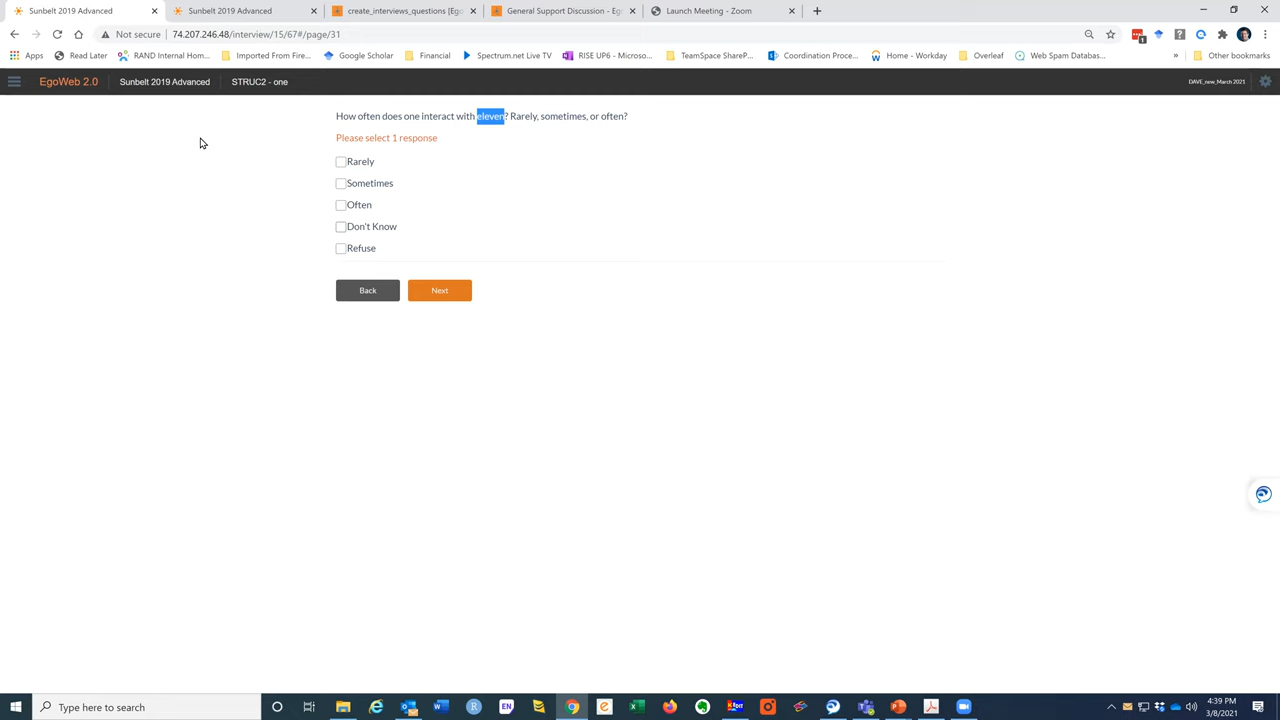 Sunbelt 2019 Advanced
Sunbelt 2019 Advanced
create_interviews_questions [Ego
General Support Discussion - Eg
Launch Meeting - Zoom
Not secure
74.207.246.48/interview/15/67#/page/31
Apps
Read Later
RAND Internal Hom...
Imported From Fire...
Google Scholar
Financial
Spectrum.net Live TV
RISE UP6 - Microso...
TeamSpace ShareP...
Coordination Proce...
Home - Workday
Overleaf
Web Spam Databas...
»
Other bookmarks
EgoWeb 2.0
Sunbelt 2019 Advanced
STRUC2 - one
DAVE_new_March 2021
How often does one interact with eleven? Rarely, sometimes, or often?
Please select 1 response
Rarely
Sometimes
Often
Don't Know
Refuse
Back
Next
Type here to search
EN
4:39 PM
3/8/2021